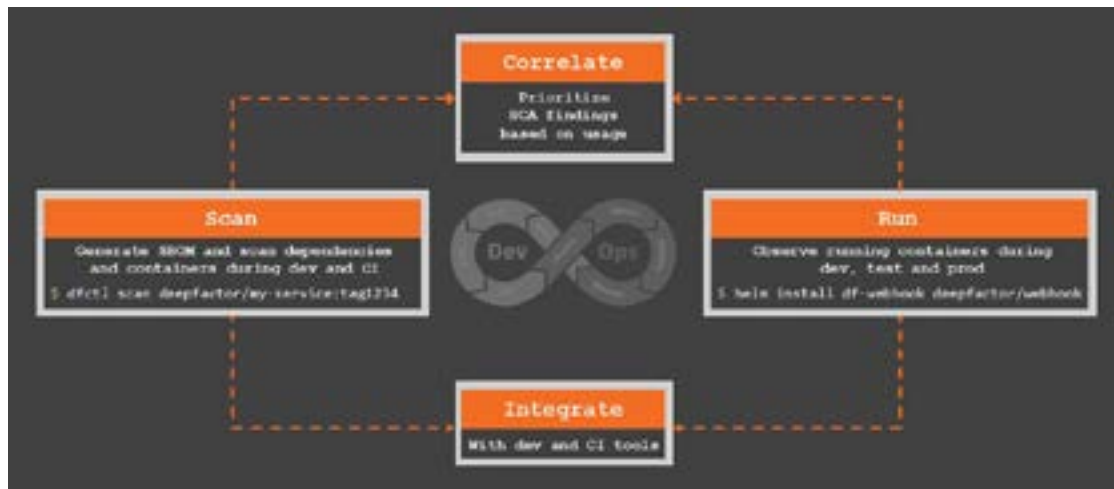 Correlate
Prioritize
SCA findings
based on usage
Scan
Generate SBOM and scan dependencies
and containers during dev and CI
$ dfctl scan deepfactor/my-service:tag1234
Dev
Ops
Run
Observe running containers during
dev, test and prod
$ helm install df-webhook deepfactor/webhook
Integrate
With dev and CI tools